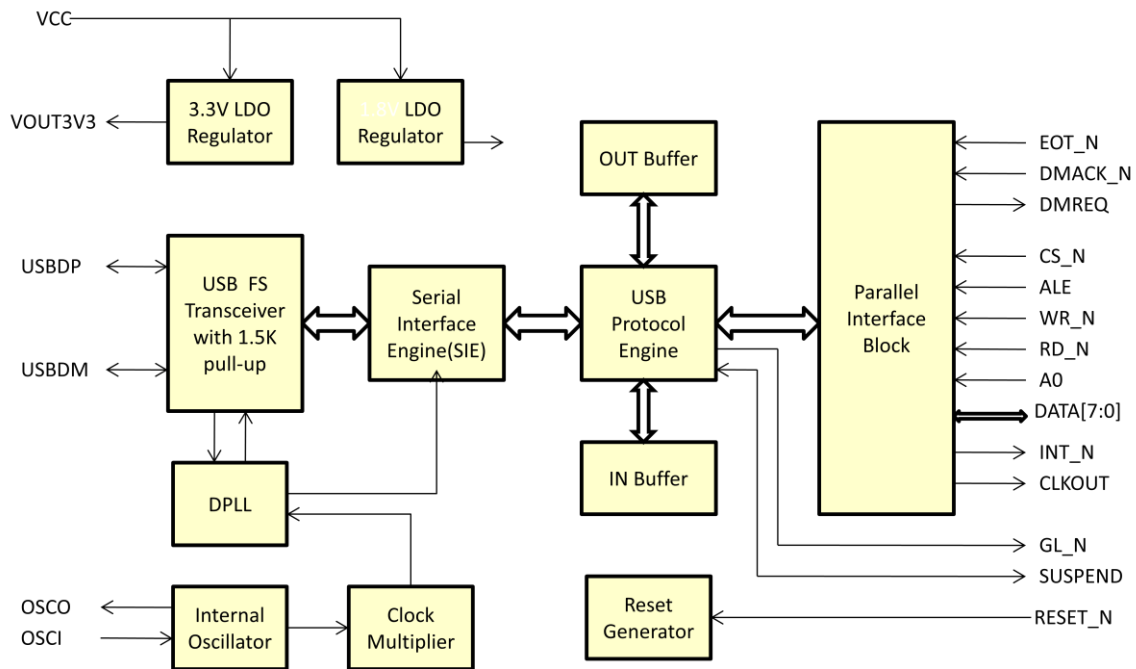 VCC
VOUT3V3
3.3V LDO
Regulator
1.8V LDO
Regulator
OUT Buffer
EOT_N
DMACK_N
DMREQ
USBDP
USBDM
USB FS
Transceiver
with 1.5K
pull-up
Serial
Interface
Engine(SIE)
USB
Protocol
Engine
Parallel
Interface
Block
CS_N
ALE
WR_N
RD_N
A0
DATA[7:0]
INT_N
CLKOUT
DPLL
IN Buffer
GL_N
SUSPEND
OSCO
OSCI
Internal
Oscillator
Clock
Multiplier
Reset
Generator
RESET_N